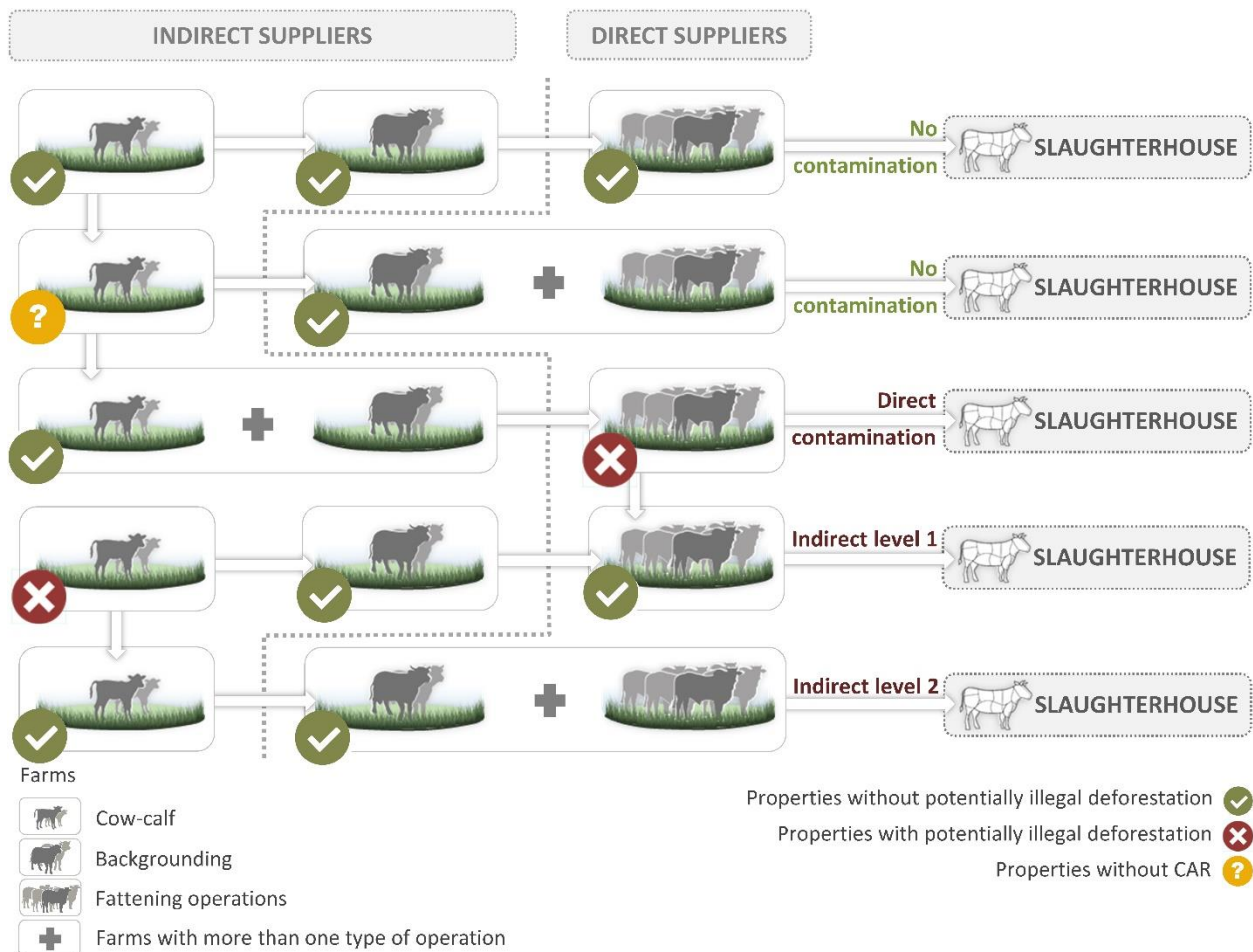 INDIRECT SUPPLIERS
DIRECT SUPPLIERS
No
contamination
SLAUGHTERHOUSE
?
No
contamination
SLAUGHTERHOUSE
Direct
contamination
SLAUGHTERHOUSE
Indirect level 1
SLAUGHTERHOUSE
Indirect level 2
SLAUGHTERHOUSE
Farms
Cow-calf
Backgrounding
Fattening operations
Farms with more than one type of operation
Properties without potentially illegal deforestation
Properties with potentially illegal deforestation
Properties without CAR
?